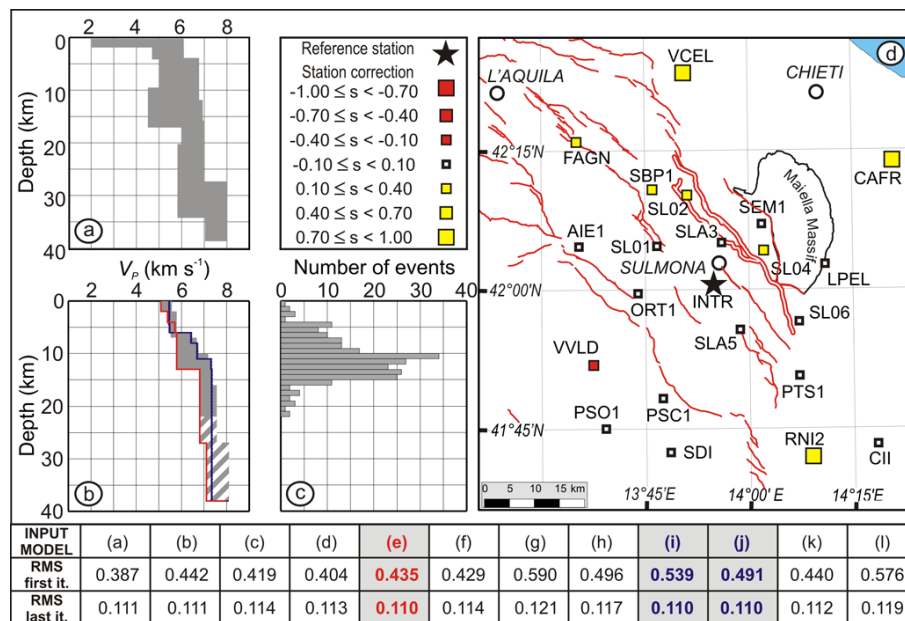 2 4 6 8
0
10
20
30
40
Depth (km)
a
V_P (km s⁻¹)
2 4 6 8
0
10
20
30
40
Depth (km)
b
Reference station
Station correction
-1.00 ≤ s < -0.70
-0.70 ≤ s < -0.40
-0.40 ≤ s < -0.10
-0.10 ≤ s < 0.10
0.10 ≤ s < 0.40
0.40 ≤ s < 0.70
0.70 ≤ s < 1.00
Number of events
0 10 20 30 40
c
d
VCEL
L'AQUILA
CHIETI
42°15'N
FAGN
CAFR
SBP1
Maiella Massif
SL02
SEM1
AIE1
SL01
SLA3
SULMONA
SL04
LPEL
42°00'N
INTR
ORT1
SL06
SLA5
VVLD
PTS1
PSO1
PSC1
41°45'N
RNI2
SDI
CII
0 5 10 15 km
13°45'E
14°00'E
14°15'E
INPUT MODEL (a) (b) (c) (d) (e) (f) (g) (h) (i) (j) (k) (l)
RMS first it. 0.387 0.442 0.419 0.404 0.435 0.429 0.590 0.496 0.539 0.491 0.440 0.576
RMS last it. 0.111 0.111 0.114 0.113 0.110 0.114 0.121 0.117 0.110 0.110 0.112 0.119